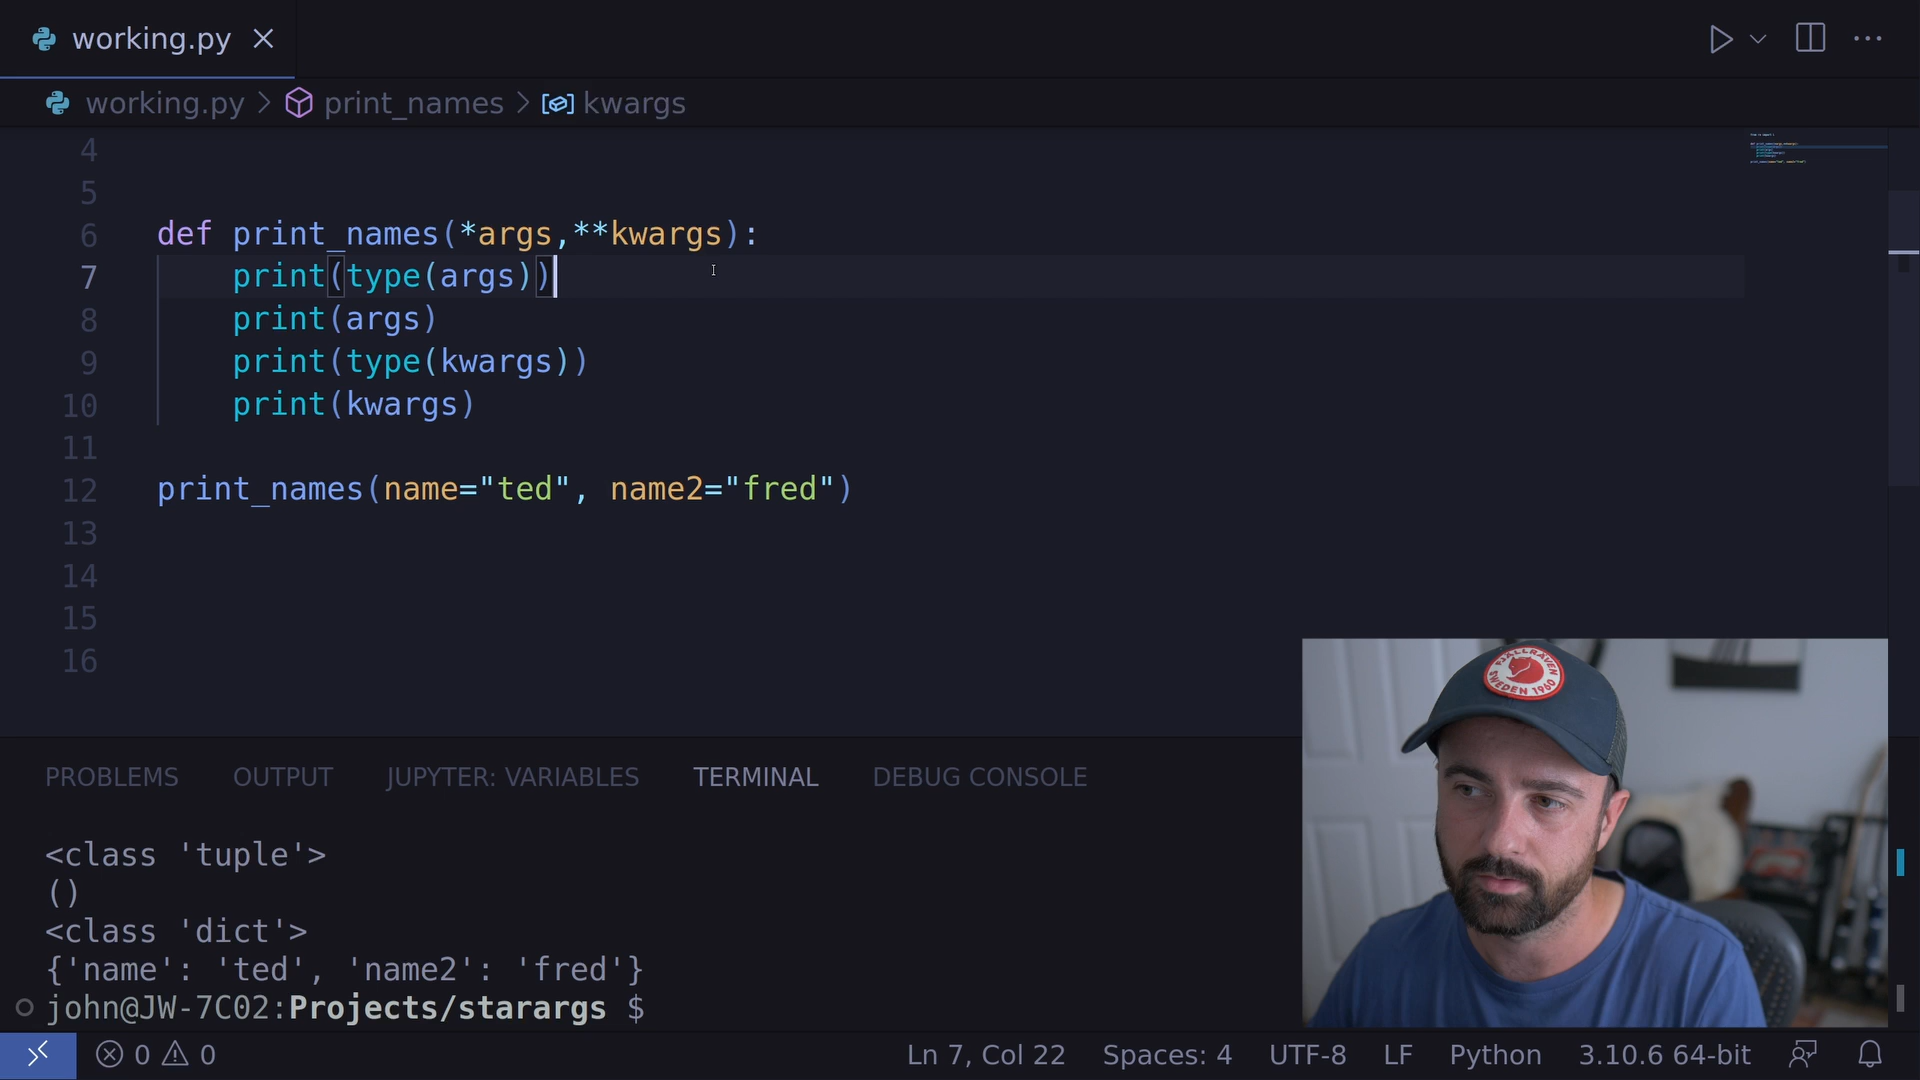 working.py
working.py > print_names > kwargs
4
5
6 def print_names(*args,**kwargs):
7 print(type(args))
8 print(args)
9 print(type(kwargs))
10 print(kwargs)
11
12 print_names(name="ted", name2="fred")
13
14
15
16
FJÄLLRÄVEN
SWEDEN 1960
PROBLEMS OUTPUT JUPYTER: VARIABLES TERMINAL DEBUG CONSOLE
<class 'tuple'>
()
<class 'dict'>
{'name': 'ted', 'name2': 'fred'}
john@JW-7C02:Projects/starargs $
0 0 Ln 7, Col 22 Spaces: 4 UTF-8 LF Python 3.10.6 64-bit